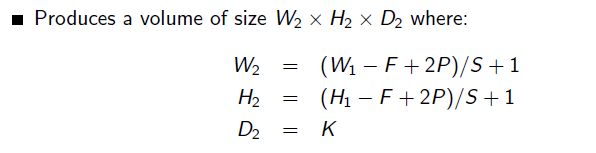 ■ Produces a volume of size W₂ × H₂ × D₂ where:
W₂ = (W₁ − F + 2P)/S + 1
H₂ = (H₁ − F + 2P)/S + 1
D₂ = K